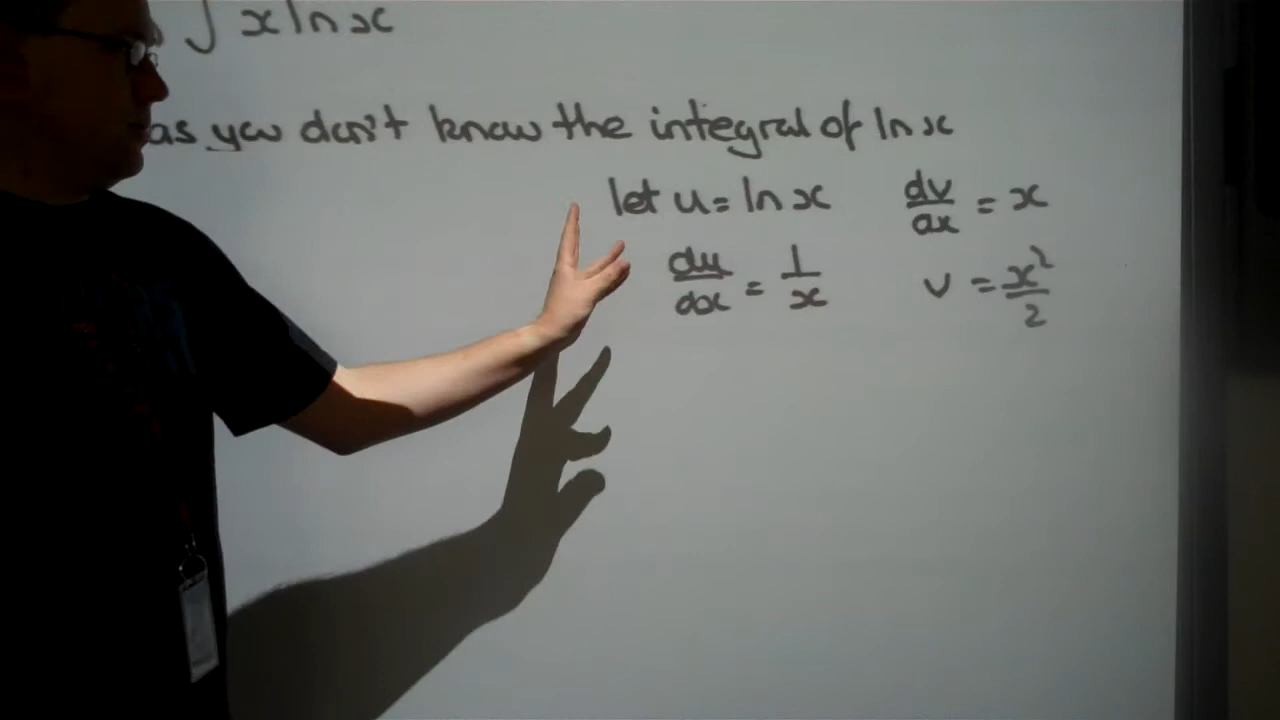 ∫ x ln x
as you don't know the integral of ln x
let u = ln x dv/dx = x
du/dx = 1/x v = x²/2